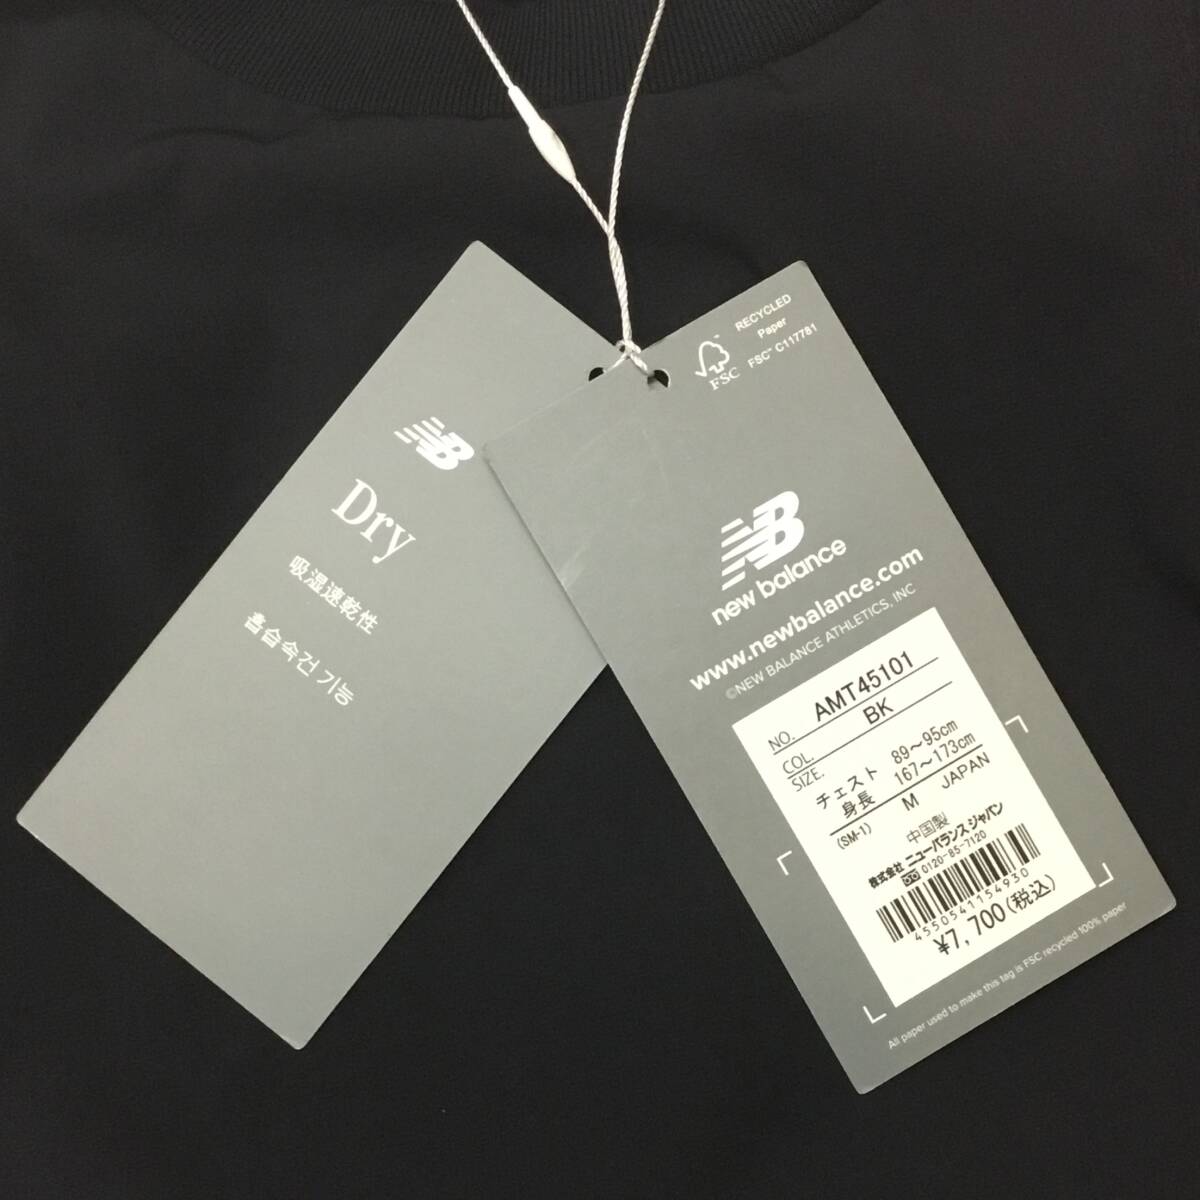 NB
Dry
吸湿速乾性
흡습속건 기능
RECYCLED
Paper
FSC™ C117781
FSC
NB
new balance
www.newbalance.com
©NEW BALANCE ATHLETICS, INC
NO. AMT45101
COL. BK
SIZE.
チェスト 89～95cm
身長 167～173cm
(SM-1) M JAPAN
中国製
株式会社 ニューバランス ジャパン
0120-85-7120
4550541154930
¥7,700(税込)
All paper used to make this tag is FSC recycled 100% paper